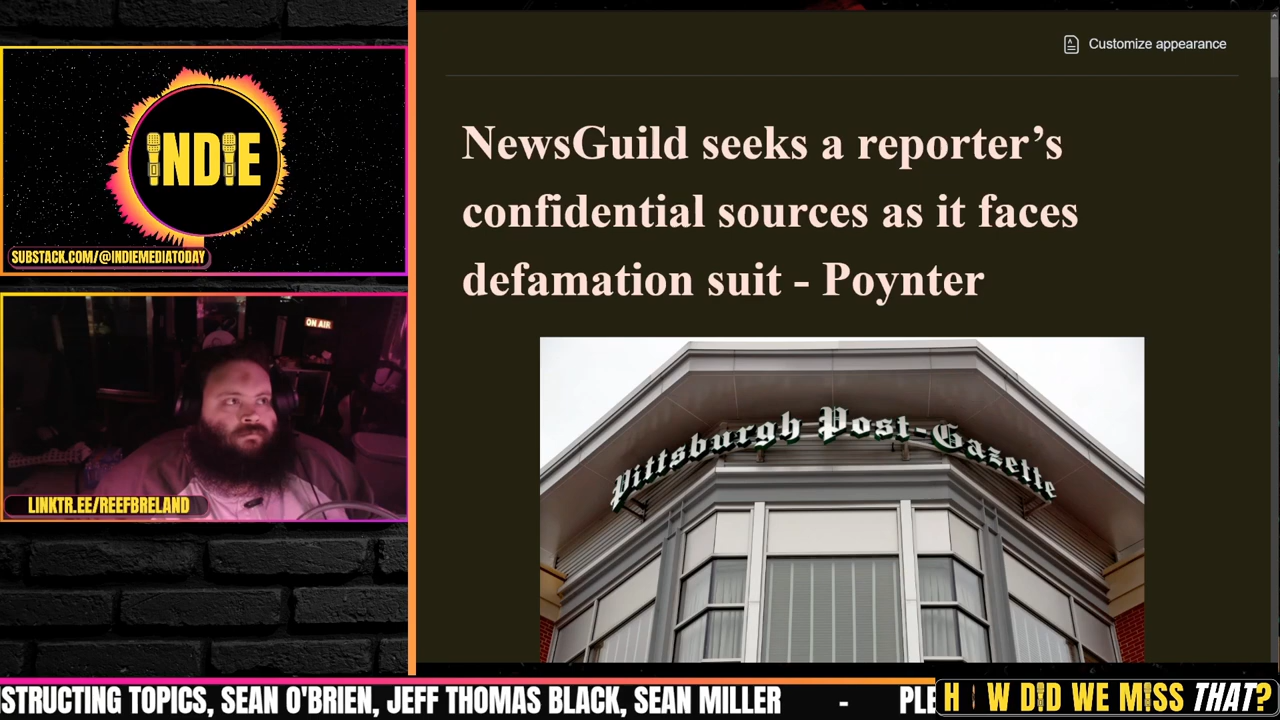 INDIE
SUBSTACK.COM/@INDIEMEDIATODAY
ON AIR
LINKTR.EE/REEFBRELAND
Customize appearance
NewsGuild seeks a reporter’s
confidential sources as it faces
defamation suit - Poynter
Pittsburgh Post-Gazette
STRUCTING TOPICS, SEAN O'BRIEN, JEFF THOMAS BLACK, SEAN MILLER - PLE
HOW DID WE MISS THAT?